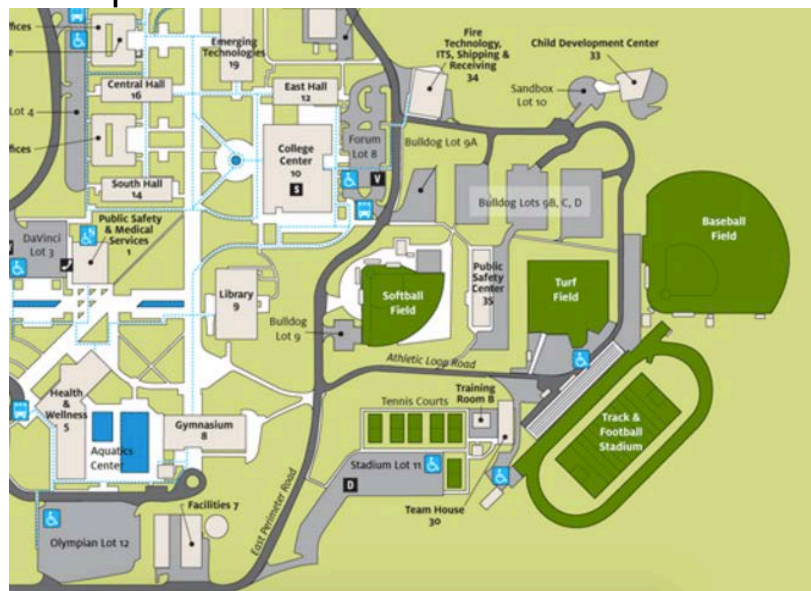 ffices
Emerging
Technologies
19
Fire
Technology,
ITS, Shipping &
Receiving
34
Child Development Center
33
Sandbox
Lot 10
Central Hall
16
East Hall
12
Lot 4
Forum
Lot 8
Bulldog Lot 9A
College
Center
10
S
V
ffices
South Hall
14
Bulldog Lots 9B, C, D
Public Safety
& Medical
Services
1
DaVinci
Lot 3
Baseball
Field
Library
9
Softball
Field
Public
Safety
Center
35
Turf
Field
Bulldog
Lot 9
Athletic Loop Road
Health
&
Wellness
5
Aquatics
Center
Gymnasium
8
Tennis Courts
Training
Room B
Track &
Football
Stadium
Stadium Lot 11
D
Team House
30
East Perimeter Road
Facilities 7
Olympian Lot 12